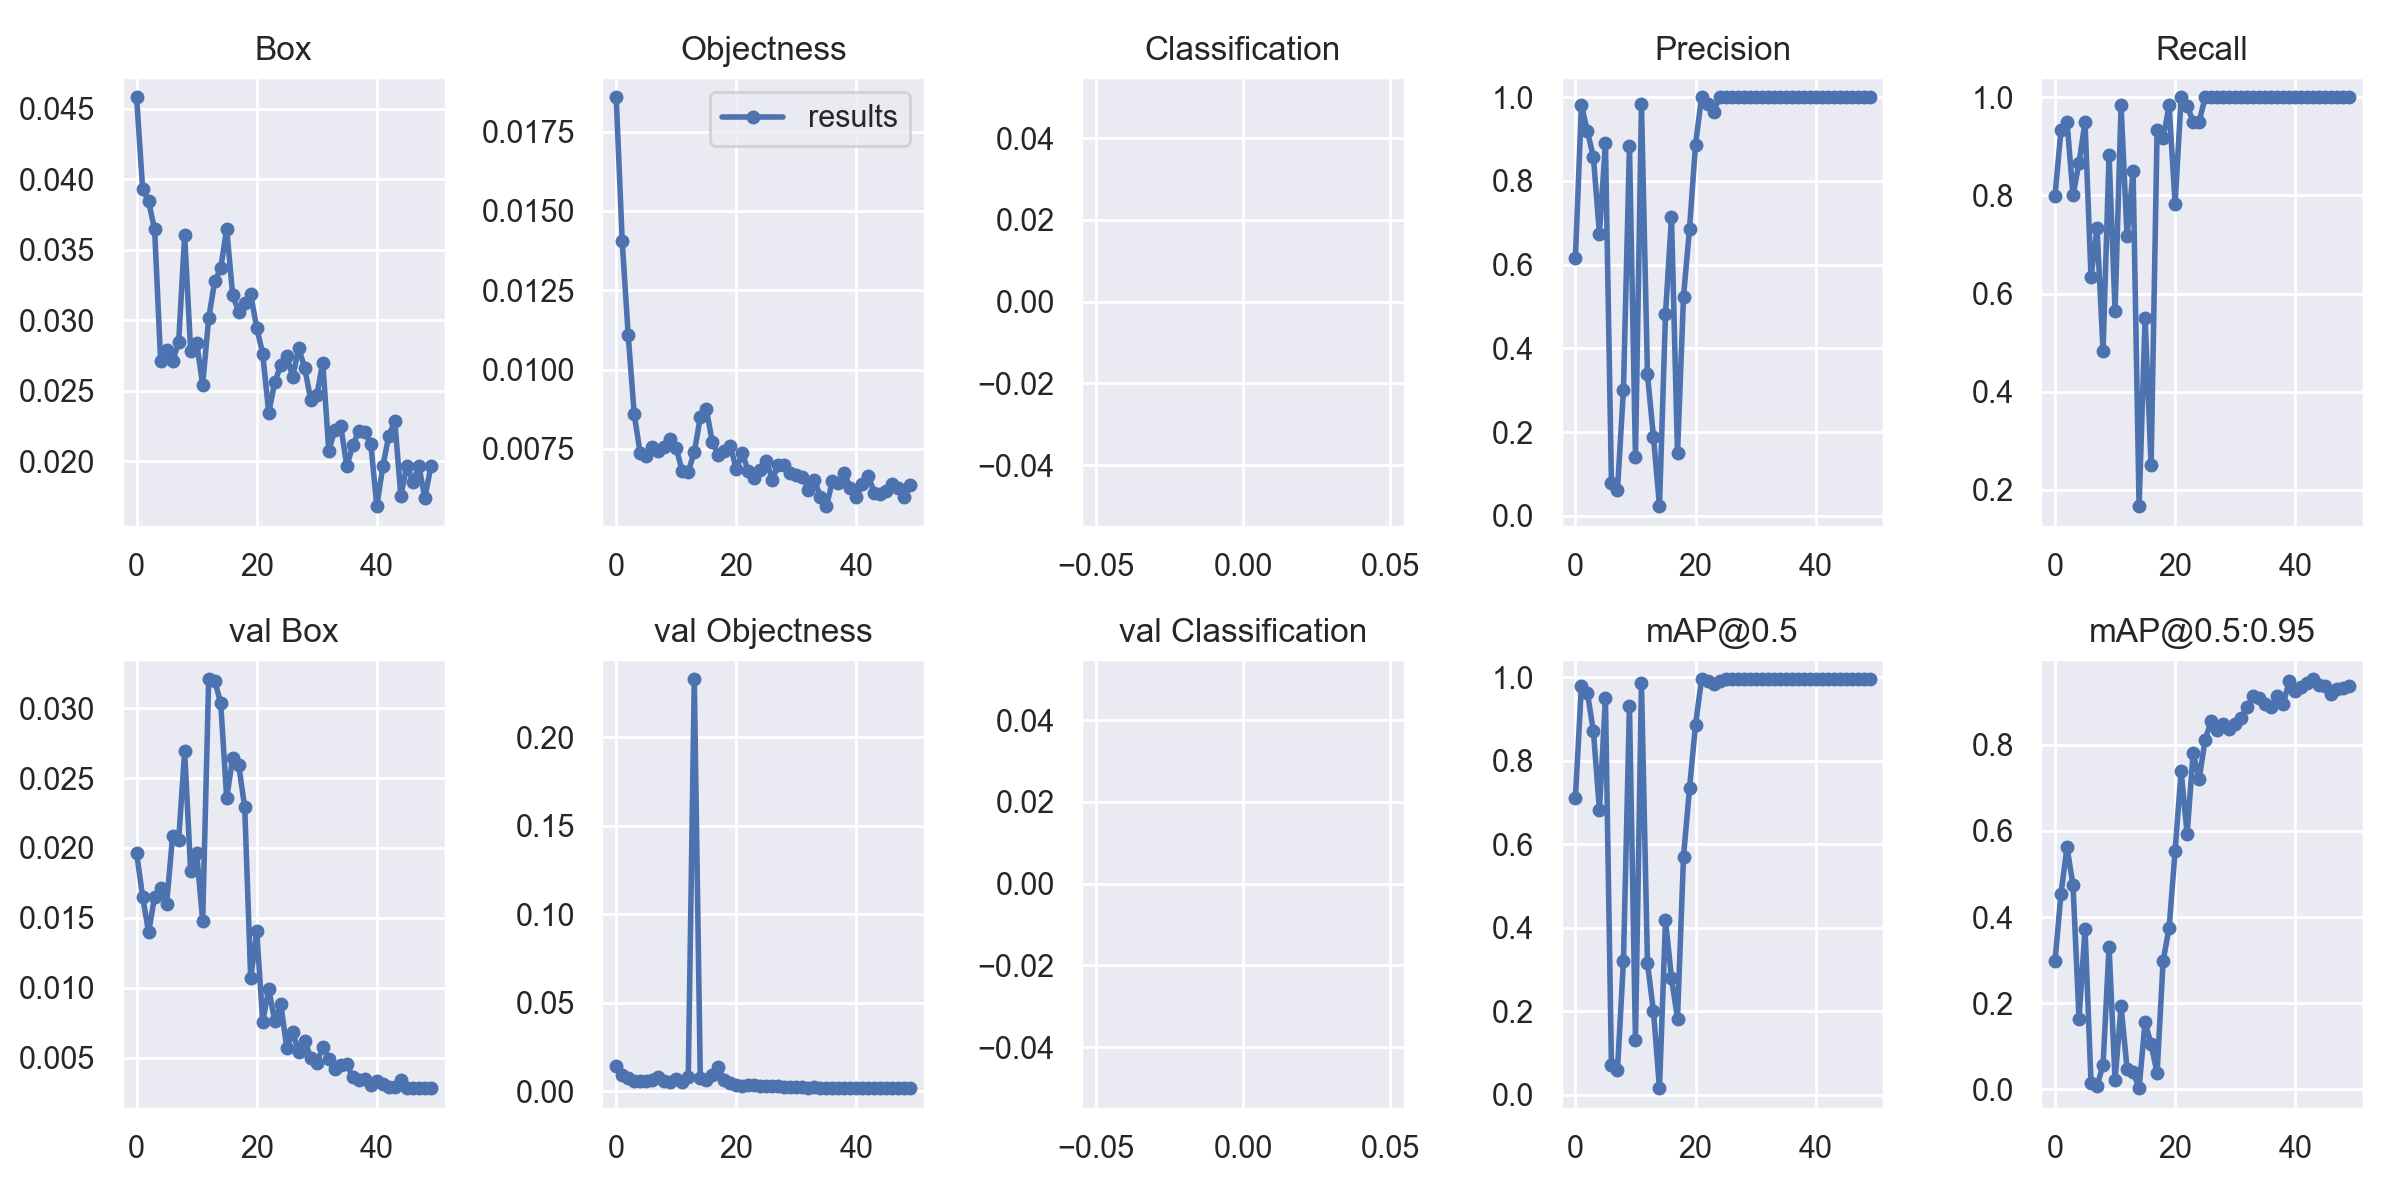 Box
0.045
0.040
0.035
0.030
0.025
0.020
0 20 40
Objectness
results
0.0175
0.0150
0.0125
0.0100
0.0075
0 20 40
Classification
0.04
0.02
0.00
−0.02
−0.04
−0.05 0.00 0.05
Precision
1.0
0.8
0.6
0.4
0.2
0.0
0 20 40
Recall
1.0
0.8
0.6
0.4
0.2
0 20 40
val Box
0.030
0.025
0.020
0.015
0.010
0.005
0 20 40
val Objectness
0.20
0.15
0.10
0.05
0.00
0 20 40
val Classification
0.04
0.02
0.00
−0.02
−0.04
−0.05 0.00 0.05
mAP@0.5
1.0
0.8
0.6
0.4
0.2
0.0
0 20 40
mAP@0.5:0.95
0.8
0.6
0.4
0.2
0.0
0 20 40